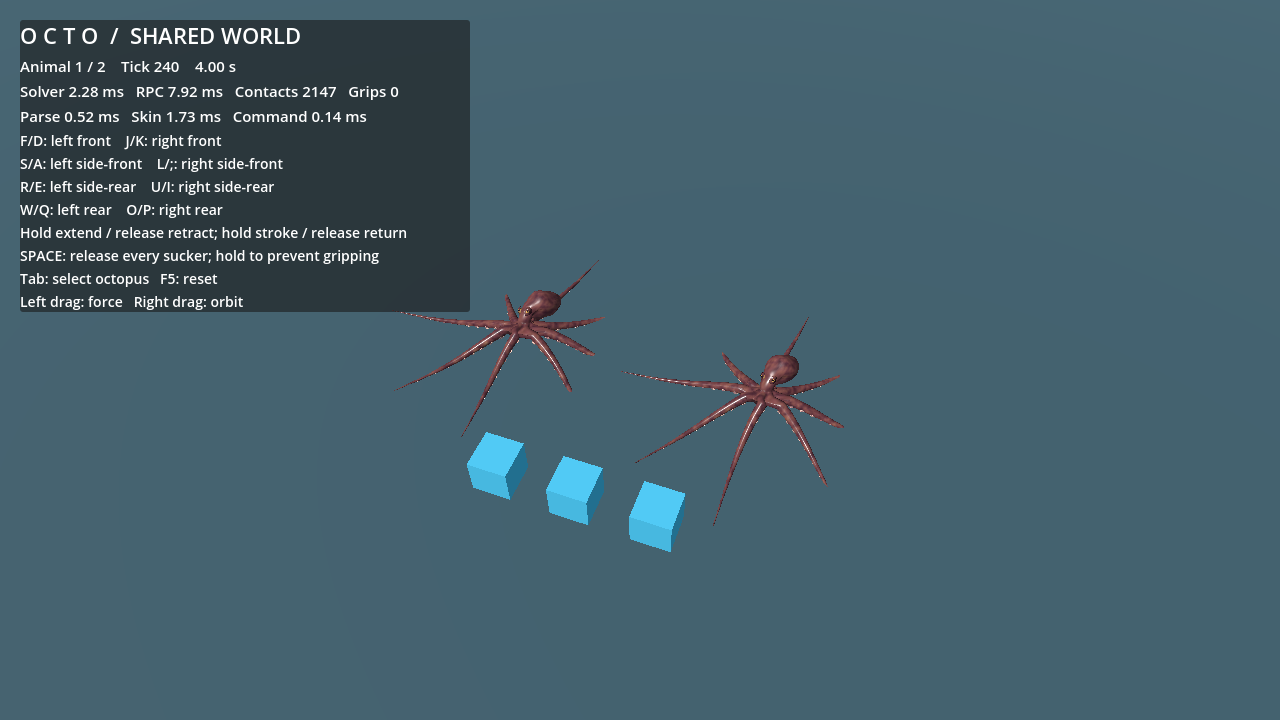 O C T O / SHARED WORLD
Animal 1 / 2 Tick 240 4.00 s
Solver 2.28 ms RPC 7.92 ms Contacts 2147 Grips 0
Parse 0.52 ms Skin 1.73 ms Command 0.14 ms
F/D: left front J/K: right front
S/A: left side-front L/;: right side-front
R/E: left side-rear U/I: right side-rear
W/Q: left rear O/P: right rear
Hold extend / release retract; hold stroke / release return
SPACE: release every sucker; hold to prevent gripping
Tab: select octopus F5: reset
Left drag: force Right drag: orbit